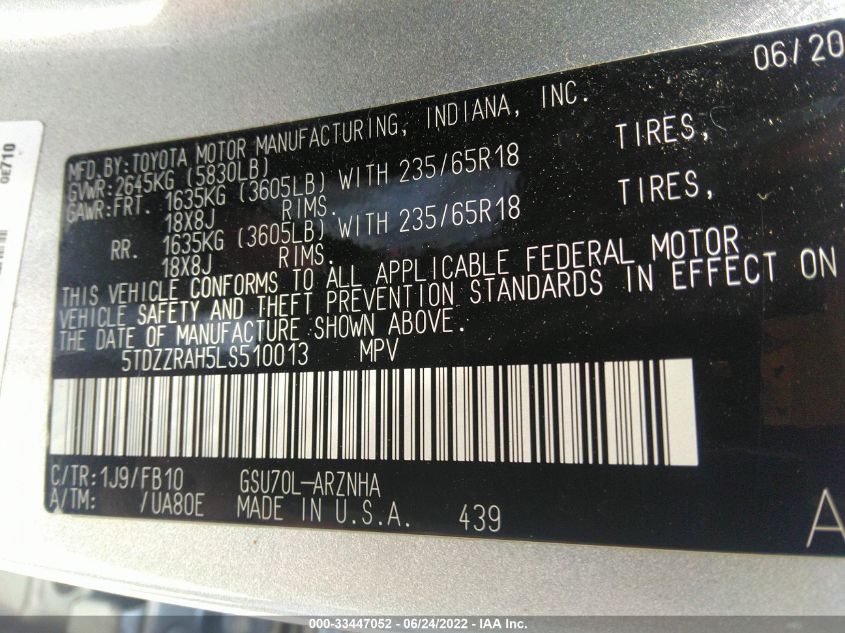 06/20
0E710
MFD.BY:TOYOTA MOTOR MANUFACTURING, INDIANA, INC.
GVWR:2645KG (5830LB)
GAWR:FRT. 1635KG (3605LB) WITH 235/65R18 TIRES,
18X8J RIMS.
RR. 1635KG (3605LB) WITH 235/65R18 TIRES,
18X8J RIMS.
THIS VEHICLE CONFORMS TO ALL APPLICABLE FEDERAL MOTOR
VEHICLE SAFETY AND THEFT PREVENTION STANDARDS IN EFFECT ON
THE DATE OF MANUFACTURE SHOWN ABOVE.
5TDZZRAH5LS510013 MPV
C/TR:1J9/FB10 GSU70L-ARZNHA
A/TM: /UA80E MADE IN U.S.A. 439
A
000-33447052 - 06/24/2022 - IAA Inc.